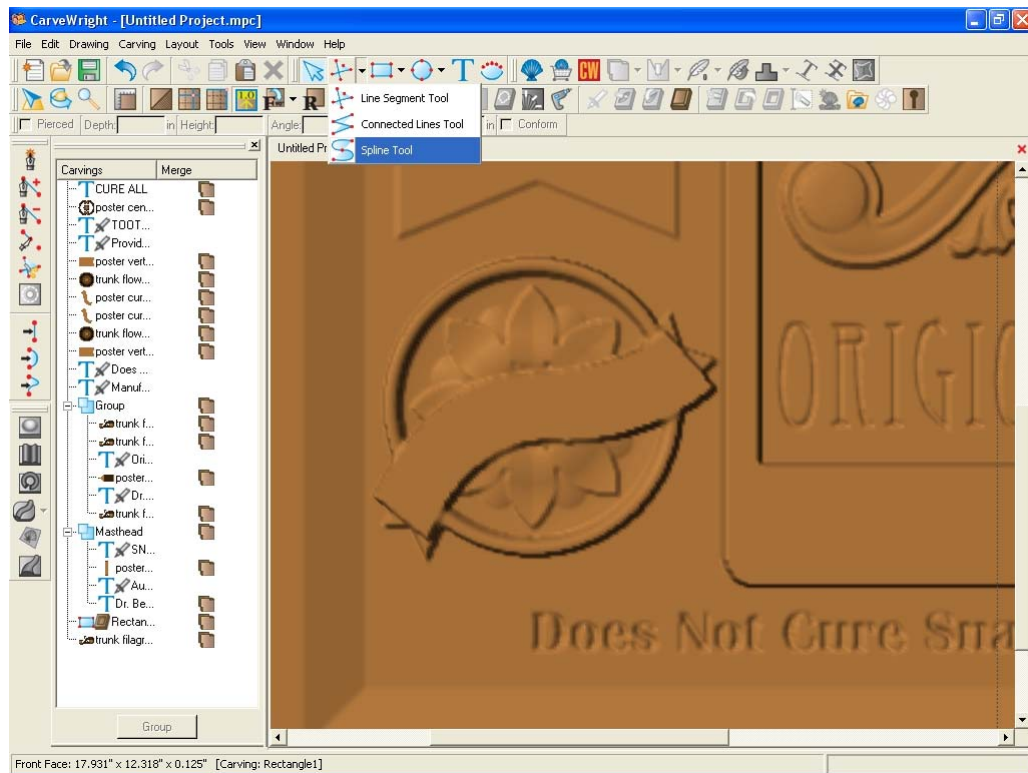 CarveWright - [Untitled Project.mpc]
File Edit Drawing Carving Layout Tools View Window Help
T CW
F R
Line Segment Tool
Connected Lines Tool
Spline Tool
Pierced Depth: in Height: Angle: in Conform
Untitled Pr
Carvings Merge
CURE ALL
poster cen...
TOOT...
Provid...
poster vert...
trunk flow...
poster cur...
poster cur...
trunk flow...
poster vert...
Does ...
Manuf...
Group
trunk f...
trunk f...
Ori...
poster...
Dr....
trunk f...
Masthead
SN...
poster...
Au...
Dr. Be...
Rectan...
trunk filagr...
Group
ORIGI
Does Not Cure Sna
Front Face: 17.931" x 12.318" x 0.125" [Carving: Rectangle1]